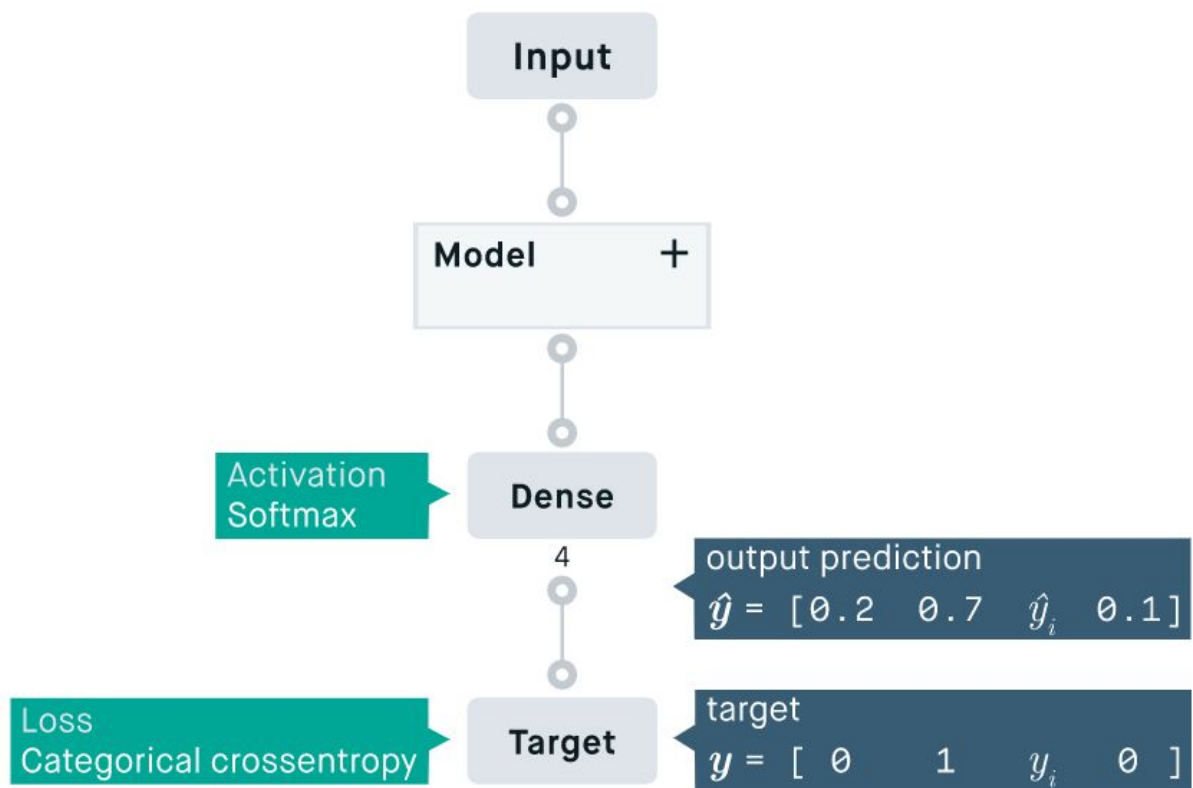 Input
Model +
Activation
Softmax
Dense
4
output prediction
ŷ = [0.2 0.7 ŷᵢ 0.1]
Loss
Categorical crossentropy
Target
target
y = [ 0 1 yᵢ 0 ]